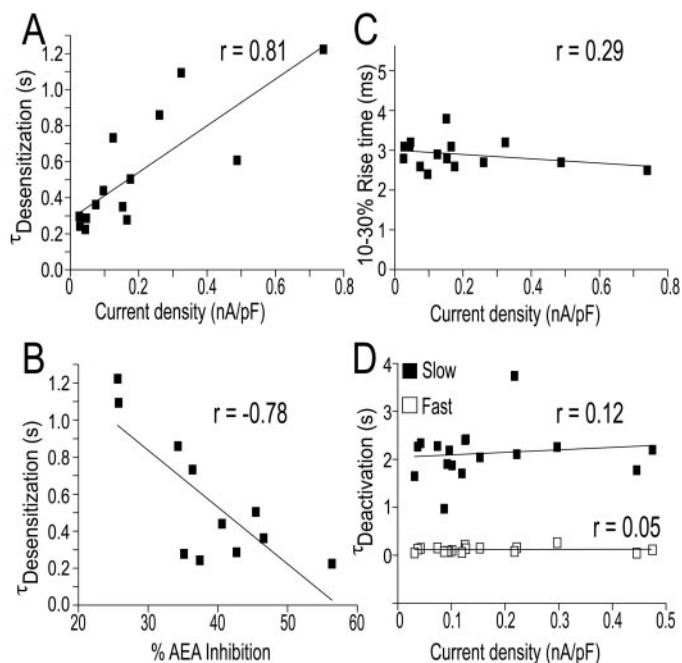 A
r = 0.81
τDesensitization (s)
1.2
1.0
0.8
0.6
0.4
0.2
0.0
0 0.2 0.4 0.6 0.8
Current density (nA/pF)
C
r = 0.29
10-30% Rise time (ms)
5
4
3
2
1
0
0 0.2 0.4 0.6 0.8
Current density (nA/pF)
B
r = -0.78
τDesensitization (s)
1.2
1.0
0.8
0.6
0.4
0.2
0.0
20 30 40 50 60
% AEA Inhibition
D
Slow
Fast
r = 0.12
r = 0.05
τDeactivation (s)
4
3
2
1
0
0.0 0.1 0.2 0.3 0.4 0.5
Current density (nA/pF)